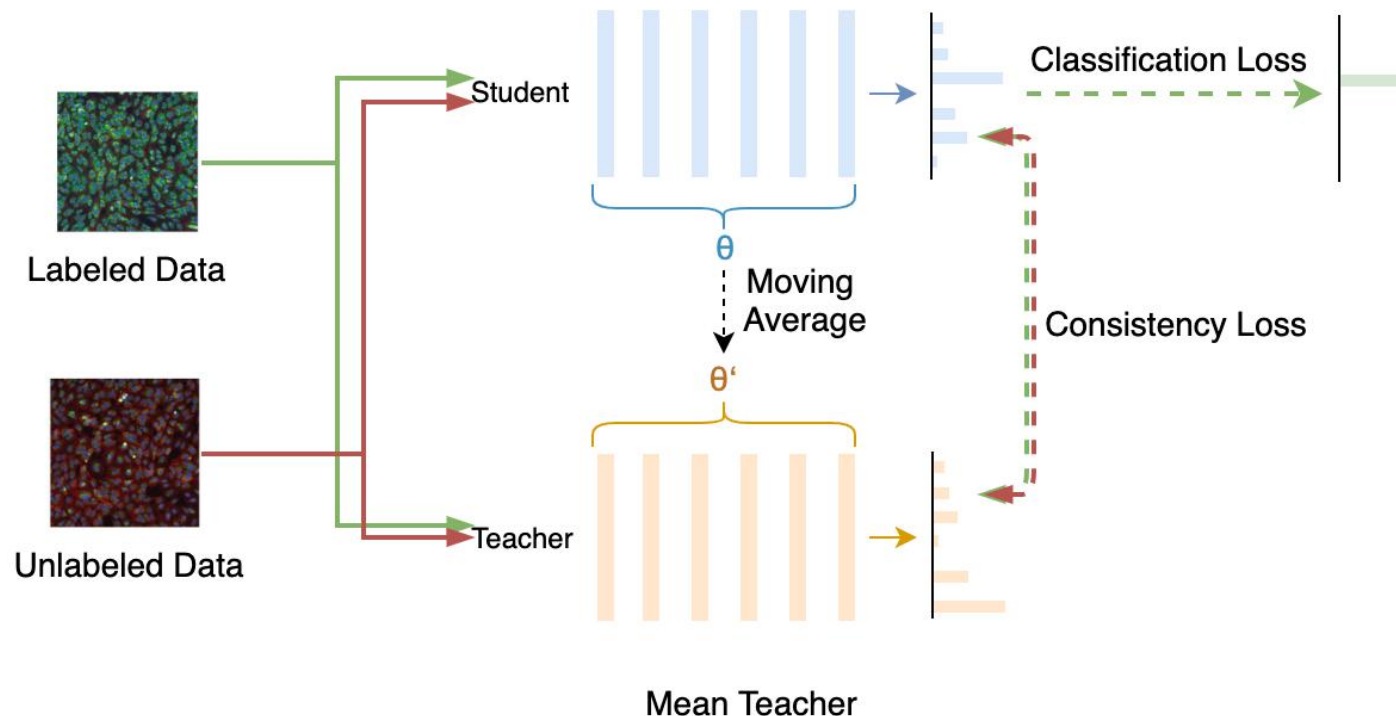 Classification Loss
Student
Labeled Data
θ
Moving
Average
Consistency Loss
θ‘
Teacher
Unlabeled Data
Mean Teacher